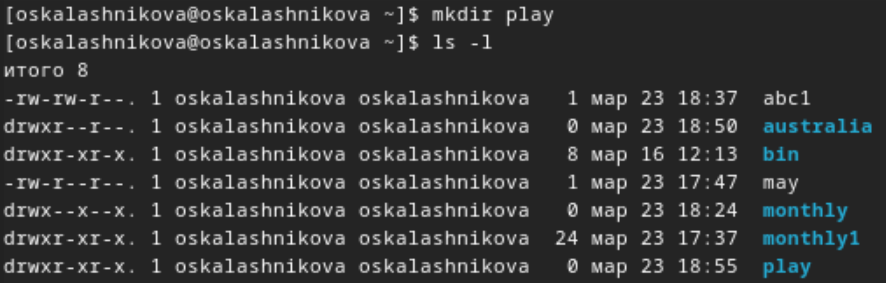 [oskalashnikova@oskalashnikova ~]$ mkdir play
[oskalashnikova@oskalashnikova ~]$ ls -l
итого 8
-rw-rw-r--. 1 oskalashnikova oskalashnikova  1 мар 23 18:37 abc1
drwxr--r--. 1 oskalashnikova oskalashnikova  0 мар 23 18:50 australia
drwxr-xr-x. 1 oskalashnikova oskalashnikova  8 мар 16 12:13 bin
-rw-r--r--. 1 oskalashnikova oskalashnikova  1 мар 23 17:47 may
drwx--x--x. 1 oskalashnikova oskalashnikova  0 мар 23 18:24 monthly
drwxr-xr-x. 1 oskalashnikova oskalashnikova 24 мар 23 17:37 monthly1
drwxr-xr-x. 1 oskalashnikova oskalashnikova  0 мар 23 18:55 play